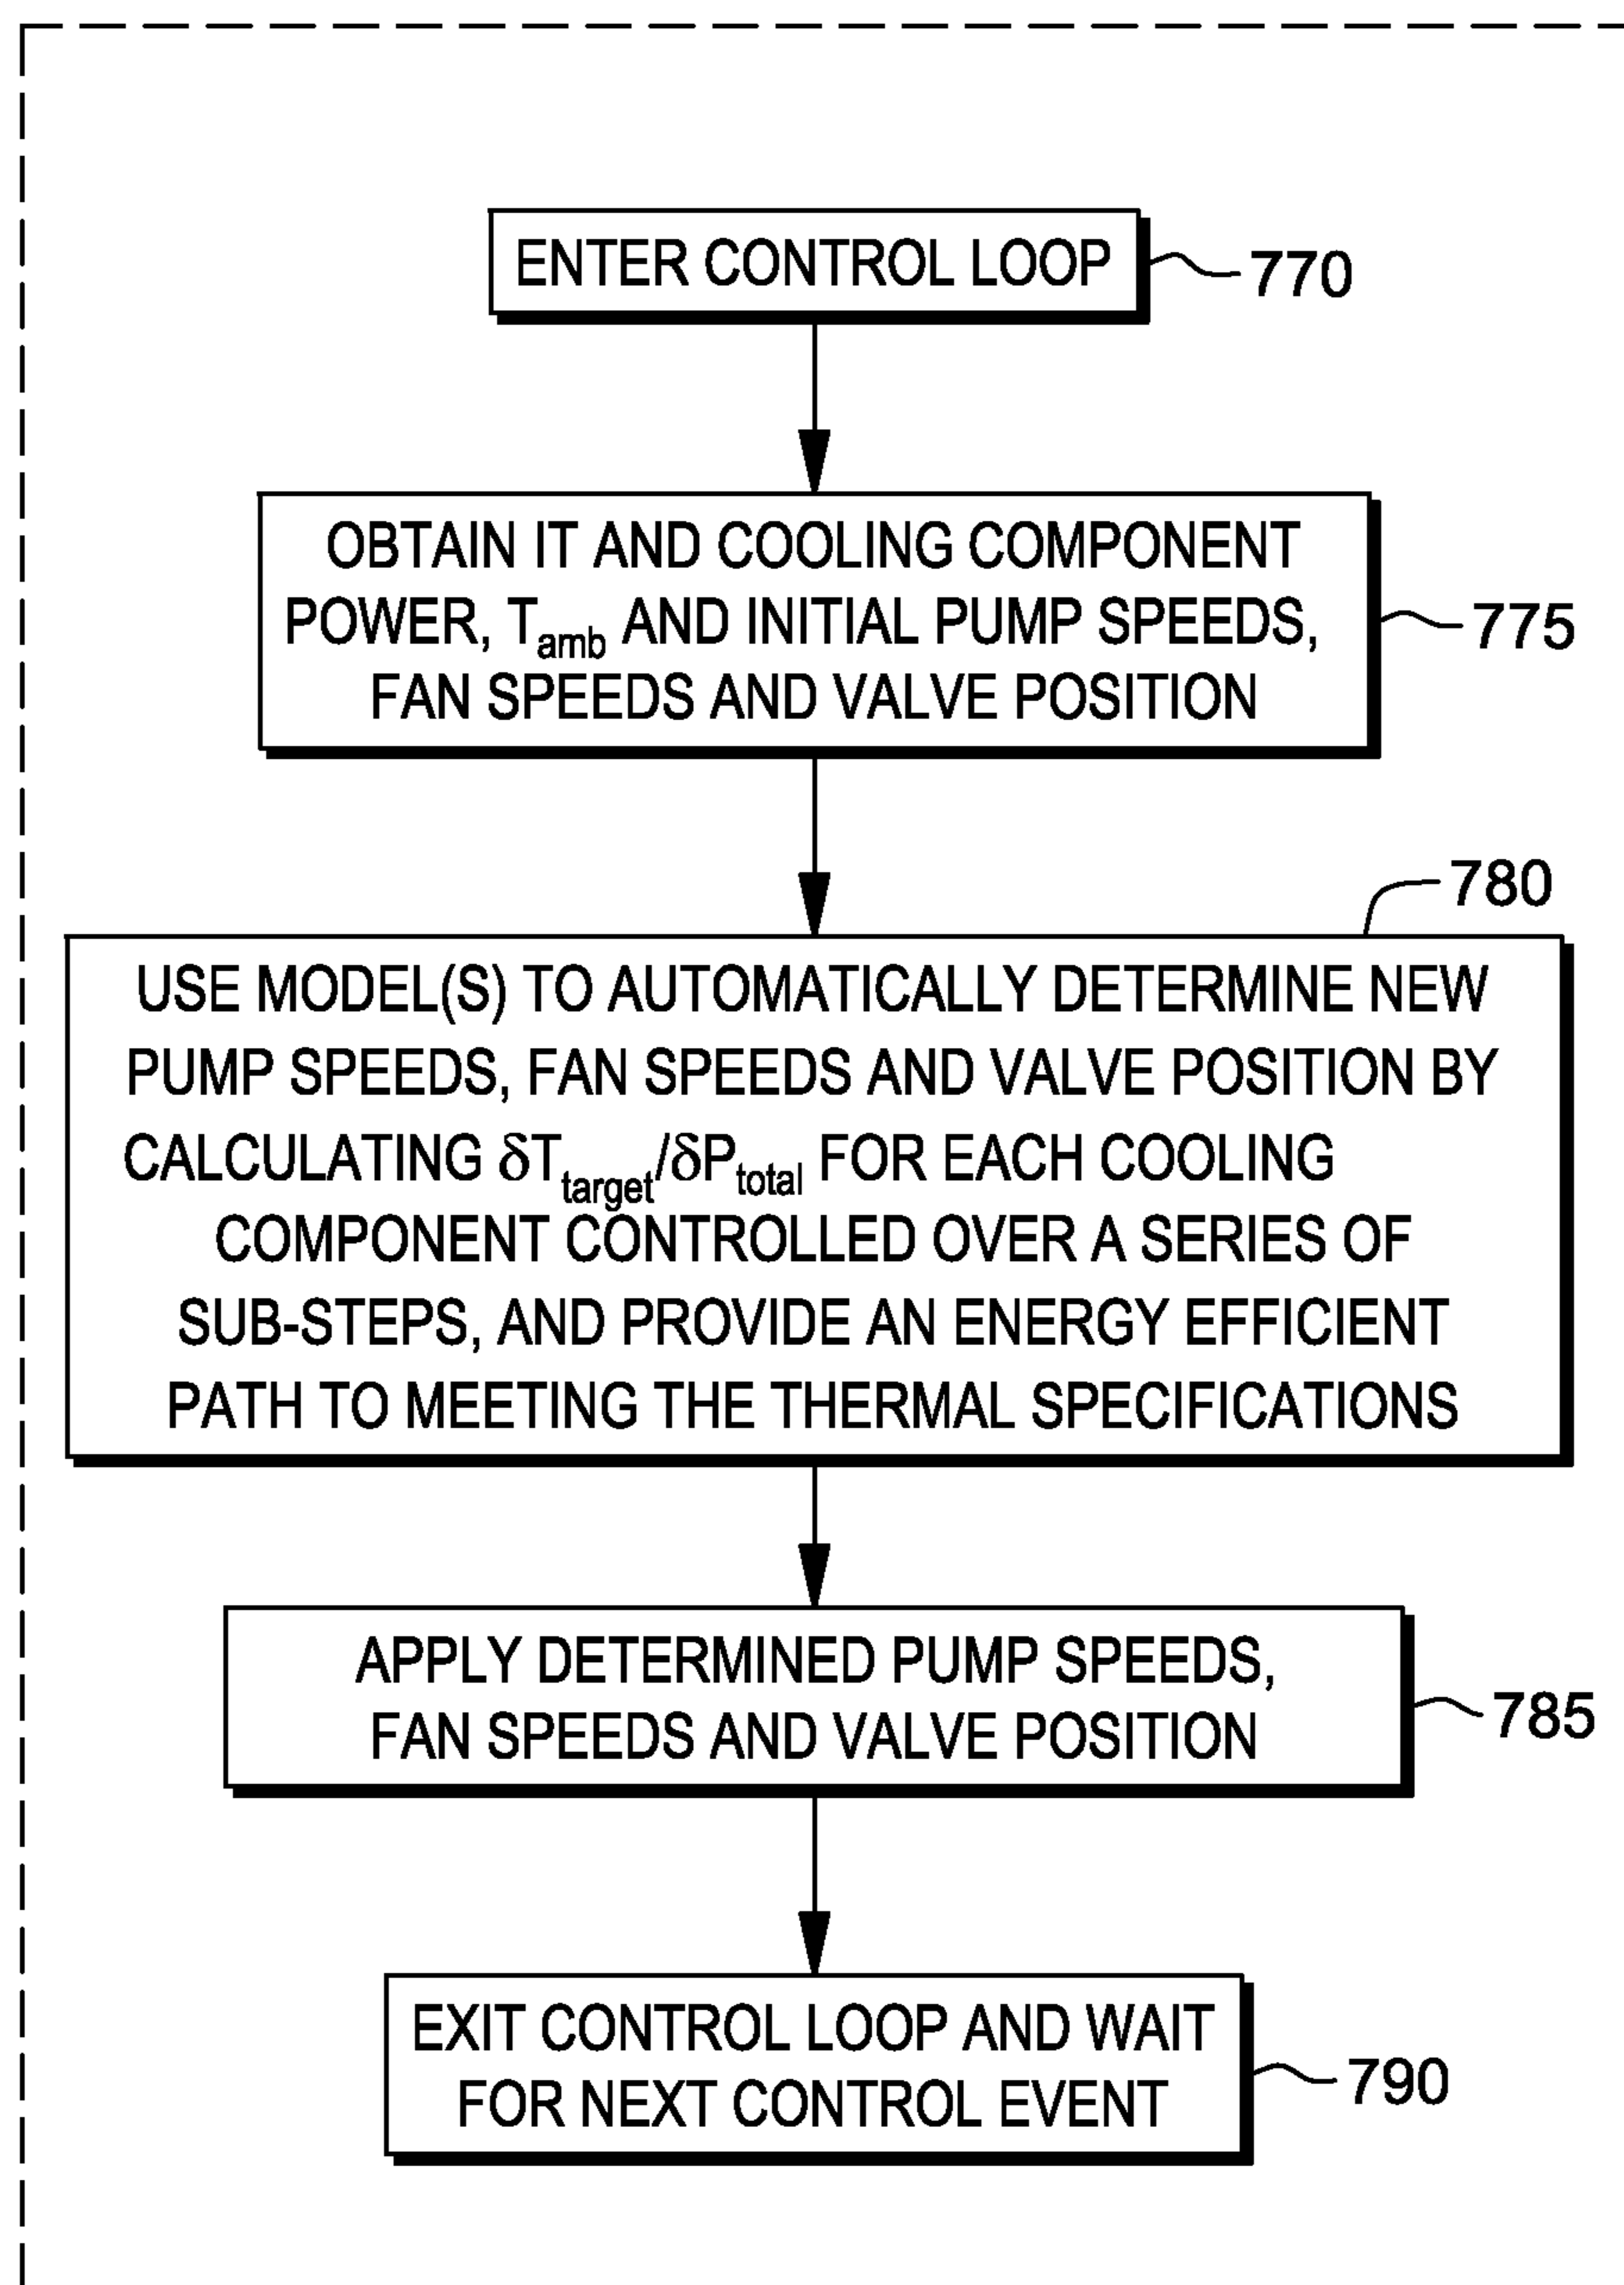 ENTER CONTROL LOOP
770
OBTAIN IT AND COOLING COMPONENT
POWER, Tamb AND INITIAL PUMP SPEEDS,
FAN SPEEDS AND VALVE POSITION
775
780
USE MODEL(S) TO AUTOMATICALLY DETERMINE NEW
PUMP SPEEDS, FAN SPEEDS AND VALVE POSITION BY
CALCULATING δTtarget/δPtotal FOR EACH COOLING
COMPONENT CONTROLLED OVER A SERIES OF
SUB-STEPS, AND PROVIDE AN ENERGY EFFICIENT
PATH TO MEETING THE THERMAL SPECIFICATIONS
APPLY DETERMINED PUMP SPEEDS,
FAN SPEEDS AND VALVE POSITION
785
EXIT CONTROL LOOP AND WAIT
FOR NEXT CONTROL EVENT
790